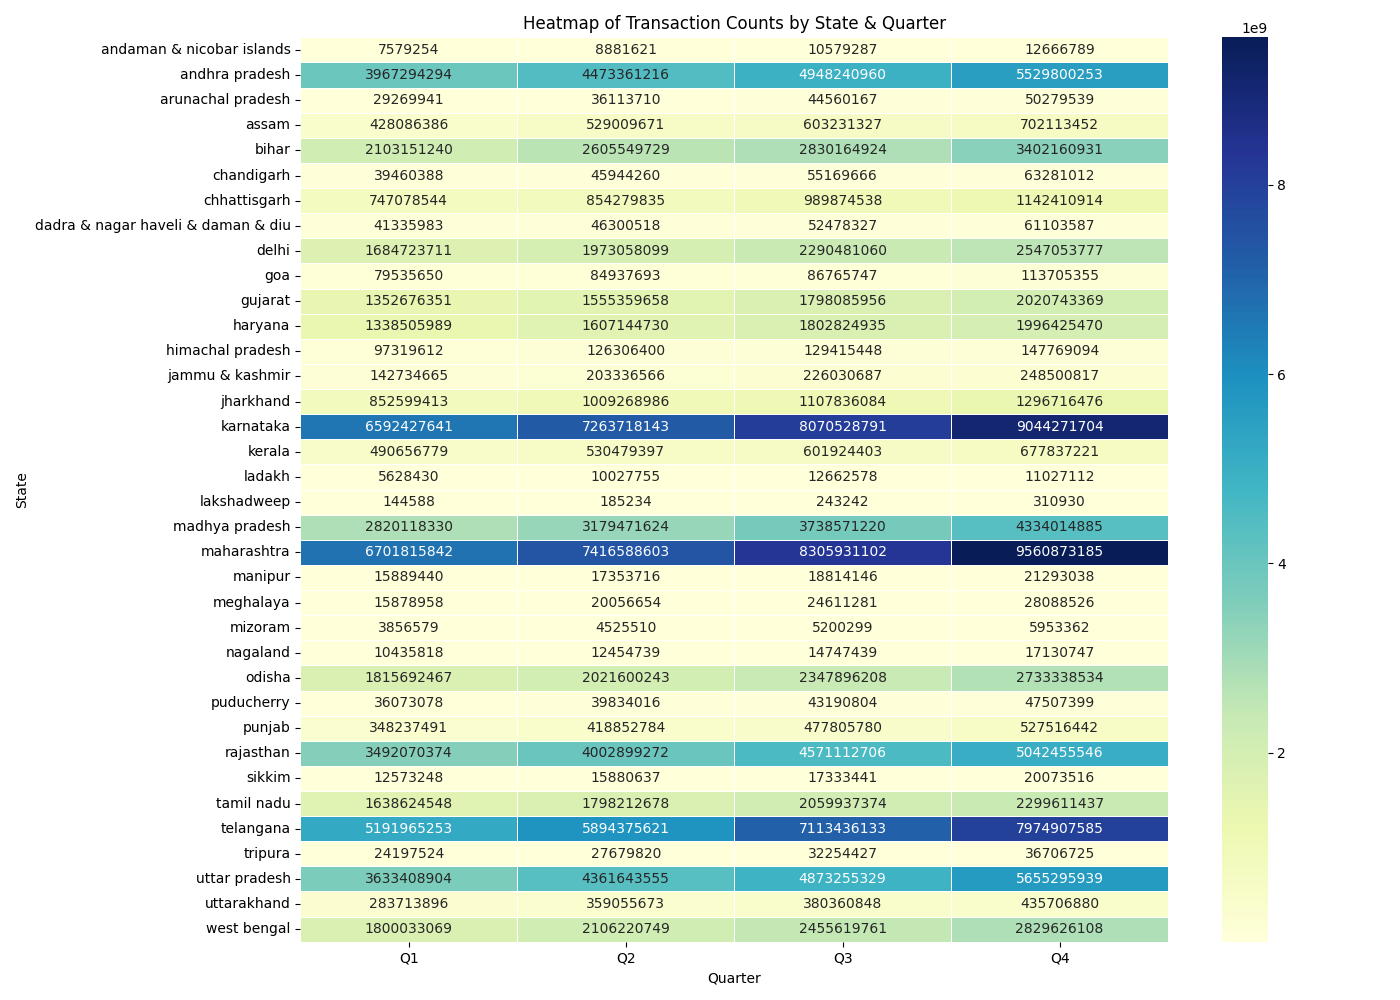 Heatmap of Transaction Counts by State & Quarter
1e9
andaman & nicobar islands 7579254 8881621 10579287 12666789
andhra pradesh 3967294294 4473361216 4948240960 5529800253
arunachal pradesh 29269941 36113710 44560167 50279539
assam 428086386 529009671 603231327 702113452
bihar 2103151240 2605549729 2830164924 3402160931
chandigarh 39460388 45944260 55169666 63281012
chhattisgarh 747078544 854279835 989874538 1142410914
dadra & nagar haveli & daman & diu 41335983 46300518 52478327 61103587
delhi 1684723711 1973058099 2290481060 2547053777
goa 79535650 84937693 86765747 113705355
gujarat 1352676351 1555359658 1798085956 2020743369
haryana 1338505989 1607144730 1802824935 1996425470
himachal pradesh 97319612 126306400 129415448 147769094
jammu & kashmir 142734665 203336566 226030687 248500817
jharkhand 852599413 1009268986 1107836084 1296716476
karnataka 6592427641 7263718143 8070528791 9044271704
kerala 490656779 530479397 601924403 677837221
ladakh 5628430 10027755 12662578 11027112
lakshadweep 144588 185234 243242 310930
madhya pradesh 2820118330 3179471624 3738571220 4334014885
maharashtra 6701815842 7416588603 8305931102 9560873185
manipur 15889440 17353716 18814146 21293038
meghalaya 15878958 20056654 24611281 28088526
mizoram 3856579 4525510 5200299 5953362
nagaland 10435818 12454739 14747439 17130747
odisha 1815692467 2021600243 2347896208 2733338534
puducherry 36073078 39834016 43190804 47507399
punjab 348237491 418852784 477805780 527516442
rajasthan 3492070374 4002899272 4571112706 5042455546
sikkim 12573248 15880637 17333441 20073516
tamil nadu 1638624548 1798212678 2059937374 2299611437
telangana 5191965253 5894375621 7113436133 7974907585
tripura 24197524 27679820 32254427 36706725
uttar pradesh 3633408904 4361643555 4873255329 5655295939
uttarakhand 283713896 359055673 380360848 435706880
west bengal 1800033069 2106220749 2455619761 2829626108
Q1 Q2 Q3 Q4
Quarter
State
8
6
4
2